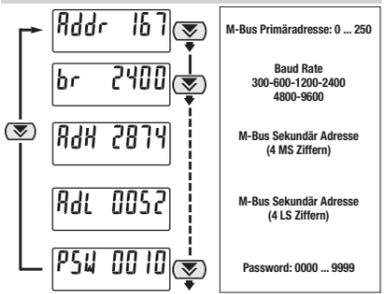 Addr 167
M-Bus Primäradresse: 0 ... 250
br 2400
Baud Rate
300-600-1200-2400
4800-9600
AdH 2874
M-Bus Sekundär Adresse
(4 MS Ziffern)
AdL 0052
M-Bus Sekundär Adresse
(4 LS Ziffern)
PSW 0010
Password: 0000 ... 9999